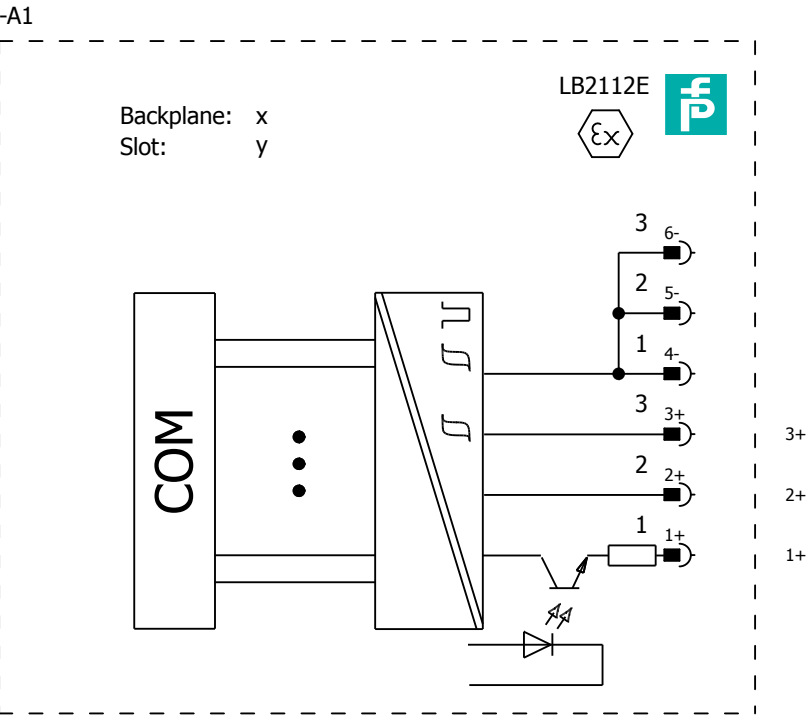 -A1
LB2112E
Backplane: x
Slot: y
Ex
3 6-
2 5-
1 4-
3 3+
3+
2 2+
2+
1 1+
1+
COM